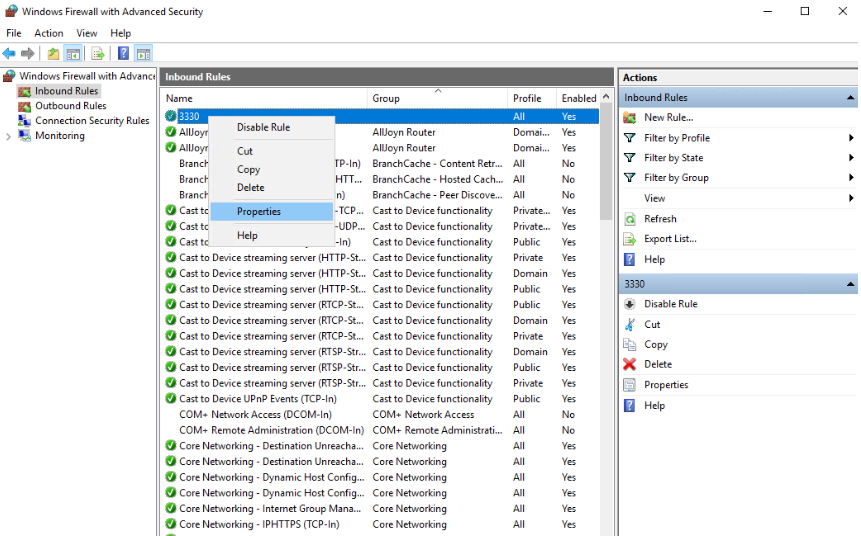 Windows Firewall with Advanced Security
File Action View Help
Windows Firewall with Advance
Inbound Rules
Outbound Rules
Connection Security Rules
Monitoring
Inbound Rules
Name Group Profile Enabled
3330 All Yes
AllJoyn AllJoyn Router Domai... Yes
AllJoyn AllJoyn Router Domai... Yes
Branch TP-In) BranchCache - Content Retr... All No
Branch HTT... BranchCache - Hosted Cach... All No
Branch n) BranchCache - Peer Discove... All No
Cast to -TCP... Cast to Device functionality Private... Yes
Cast to -UDP... Cast to Device functionality Private... Yes
Cast to P-In) Cast to Device functionality Public Yes
Cast to Device streaming server (HTTP-St... Cast to Device functionality Private Yes
Cast to Device streaming server (HTTP-St... Cast to Device functionality Domain Yes
Cast to Device streaming server (HTTP-St... Cast to Device functionality Public Yes
Cast to Device streaming server (RTCP-St... Cast to Device functionality Public Yes
Cast to Device streaming server (RTCP-St... Cast to Device functionality Domain Yes
Cast to Device streaming server (RTCP-St... Cast to Device functionality Private Yes
Cast to Device streaming server (RTSP-Str... Cast to Device functionality Domain Yes
Cast to Device streaming server (RTSP-Str... Cast to Device functionality Public Yes
Cast to Device streaming server (RTSP-Str... Cast to Device functionality Private Yes
Cast to Device UPnP Events (TCP-In) Cast to Device functionality Public Yes
COM+ Network Access (DCOM-In) COM+ Network Access All No
COM+ Remote Administration (DCOM-In) COM+ Remote Administrati... All No
Core Networking - Destination Unreacha... Core Networking All Yes
Core Networking - Destination Unreacha... Core Networking All Yes
Core Networking - Dynamic Host Config... Core Networking All Yes
Core Networking - Dynamic Host Config... Core Networking All Yes
Core Networking - Internet Group Mana... Core Networking All Yes
Core Networking - IPHTTPS (TCP-In) Core Networking All Yes
Disable Rule
Cut
Copy
Delete
Properties
Help
Actions
Inbound Rules
New Rule...
Filter by Profile
Filter by State
Filter by Group
View
Refresh
Export List...
Help
3330
Disable Rule
Cut
Copy
Delete
Properties
Help